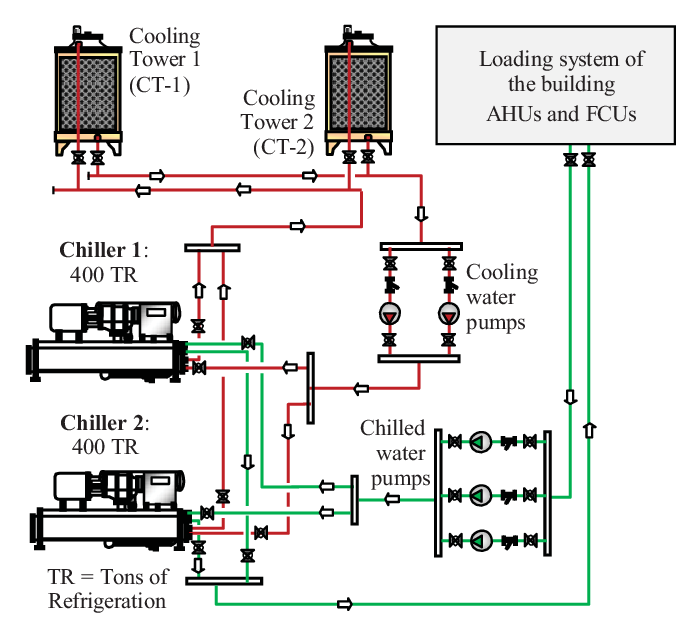 Cooling
Tower 1
(CT-1)
Cooling
Tower 2
(CT-2)
Loading system of
the building
AHUs and FCUs
Chiller 1:
400 TR
Cooling
water
pumps
Chiller 2:
400 TR
Chilled
water
pumps
TR = Tons of
Refrigeration